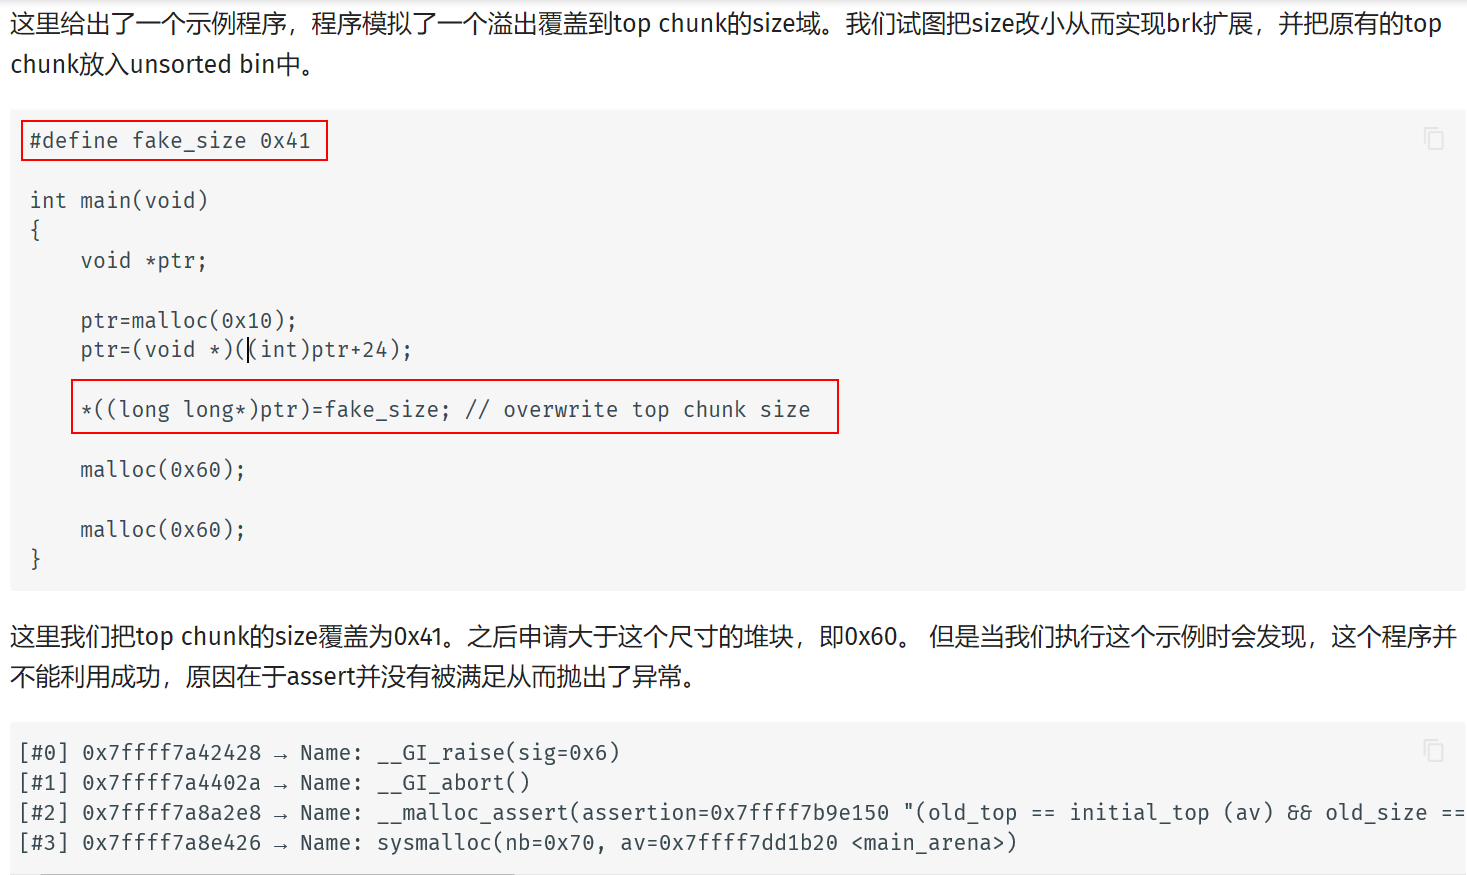 这里给出了一个示例程序，程序模拟了一个溢出覆盖到top chunk的size域。我们试图把size改小从而实现brk扩展，并把原有的top
chunk放入unsorted bin中。
#define fake_size 0x41
int main(void)
{
    void *ptr;
    ptr=malloc(0x10);
    ptr=(void *)((int)ptr+24);
    *((long long*)ptr)=fake_size; // overwrite top chunk size
    malloc(0x60);
    malloc(0x60);
}
这里我们把top chunk的size覆盖为0x41。之后申请大于这个尺寸的堆块，即0x60。 但是当我们执行这个示例时会发现，这个程序并
不能利用成功，原因在于assert并没有被满足从而抛出了异常。
[#0] 0x7ffff7a42428 → Name: __GI_raise(sig=0x6)
[#1] 0x7ffff7a4402a → Name: __GI_abort()
[#2] 0x7ffff7a8a2e8 → Name: __malloc_assert(assertion=0x7ffff7b9e150 "(old_top == initial_top (av) && old_size ==
[#3] 0x7ffff7a8e426 → Name: sysmalloc(nb=0x70, av=0x7ffff7dd1b20 <main_arena>)